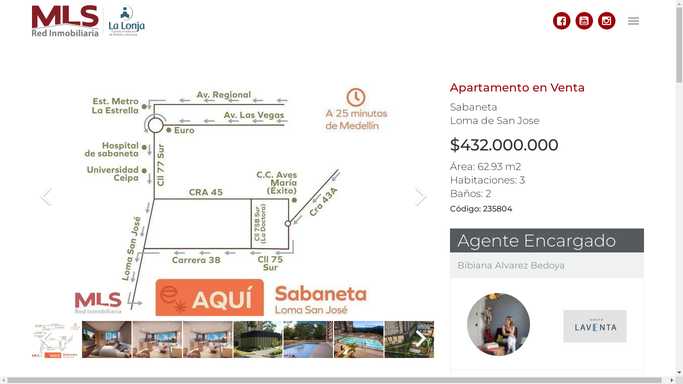 MLS
Red Inmobiliaria
La Lonja
Av. Regional
Est. Metro
La Estrella
Av. Las Vegas
Euro
A 25 minutos
de Medellín
Hospital
de sabaneta
Universidad
Ceipa
Cll 77 Sur
C.C. Aves
María
(Éxito)
CRA 45
Cra 43A
Cll 75B Sur
(La Doctora)
Loma San José
Carrera 38
Cll 75
Sur
AQUÍ
Sabaneta
Loma San José
MLS
Red Inmobiliaria
Apartamento en Venta
Sabaneta
Loma de San Jose
$432.000.000
Área: 62.93 m2
Habitaciones: 3
Baños: 2
Código: 235804
Agente Encargado
Bibiana Alvarez Bedoya
LAVENTA